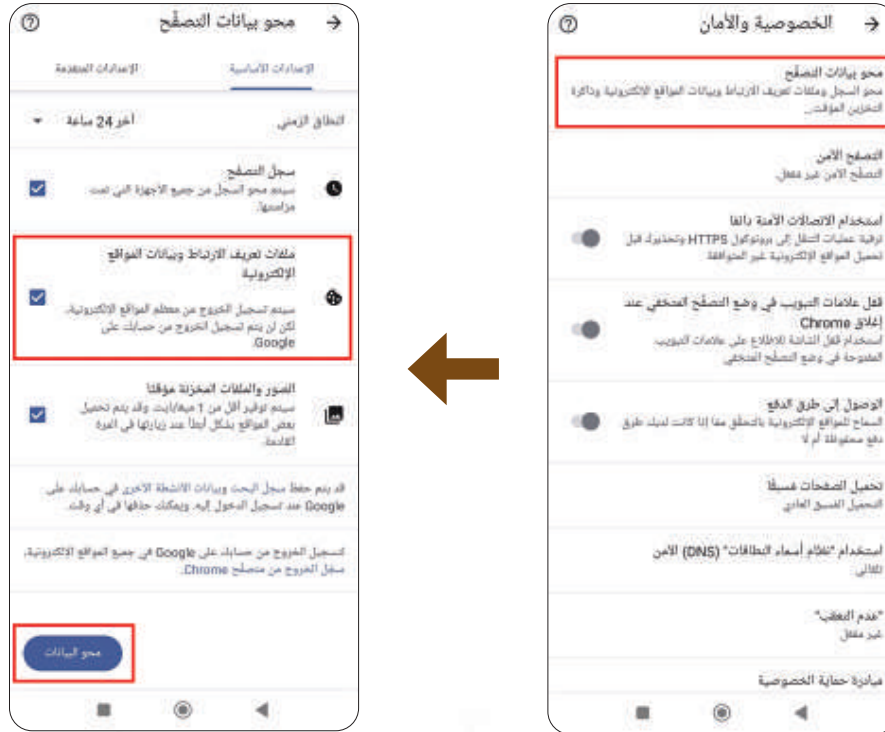 الخصوصية والأمان
محو بيانات التصفّح
محو السجل وملفات تعريف الارتباط وبيانات المواقع الإلكترونية وذاكرة
التخزين المؤقت...
التصفح الآمن
التصفّح الآمن غير مفعل.
استخدام الاتصالات الآمنة دائمًا
ترقية عمليات التنقل إلى بروتوكول HTTPS وتحذيرك قبل
تحميل المواقع الإلكترونية غير المتوافقة
قفل علامات التبويب في وضع التصفّح المتخفي عند
إغلاق Chrome
استخدام قفل الشاشة للاطلاع على علامات التبويب
المفتوحة في وضع التصفّح المتخفي
الوصول إلى طرق الدفع
السماح للمواقع الإلكترونية بالتحقّق مما إذا كانت لديك طرق
دفع محفوظة أم لا
تحميل الصفحات مسبقًا
التحميل المسبق العادي
استخدام "نظام أسماء النطاقات" (DNS) الآمن
تلقائي
"عدم التعقب"
غير مفعّل
مبادرة حماية الخصوصية
محو بيانات التصفّح
الإعدادات الأساسية
الإعدادات المتقدمة
النطاق الزمني
آخر 24 ساعة
سجل التصفّح
سيتم محو السجل من جميع الأجهزة التي تمت
مزامنتها.
ملفات تعريف الارتباط وبيانات المواقع
الإلكترونية
سيتم تسجيل الخروج من معظم المواقع الإلكترونية،
لكن لن يتم تسجيل الخروج من حسابك على
Google.
الصور والملفات المخزنة مؤقتًا
سيتم توفير أقل من 1 ميغابايت. وقد يتم تحميل
بعض المواقع بشكل أبطأ عند زيارتها في المرة
القادمة.
قد يتم حفظ سجل البحث وبيانات الأنشطة الأخرى في حسابك على
Google عند تسجيل الدخول إليه. ويمكنك حذفها في أي وقت.
لتسجيل الخروج من حسابك على Google في جميع المواقع الإلكترونية،
سجّل الخروج من متصفّح Chrome.
محو البيانات